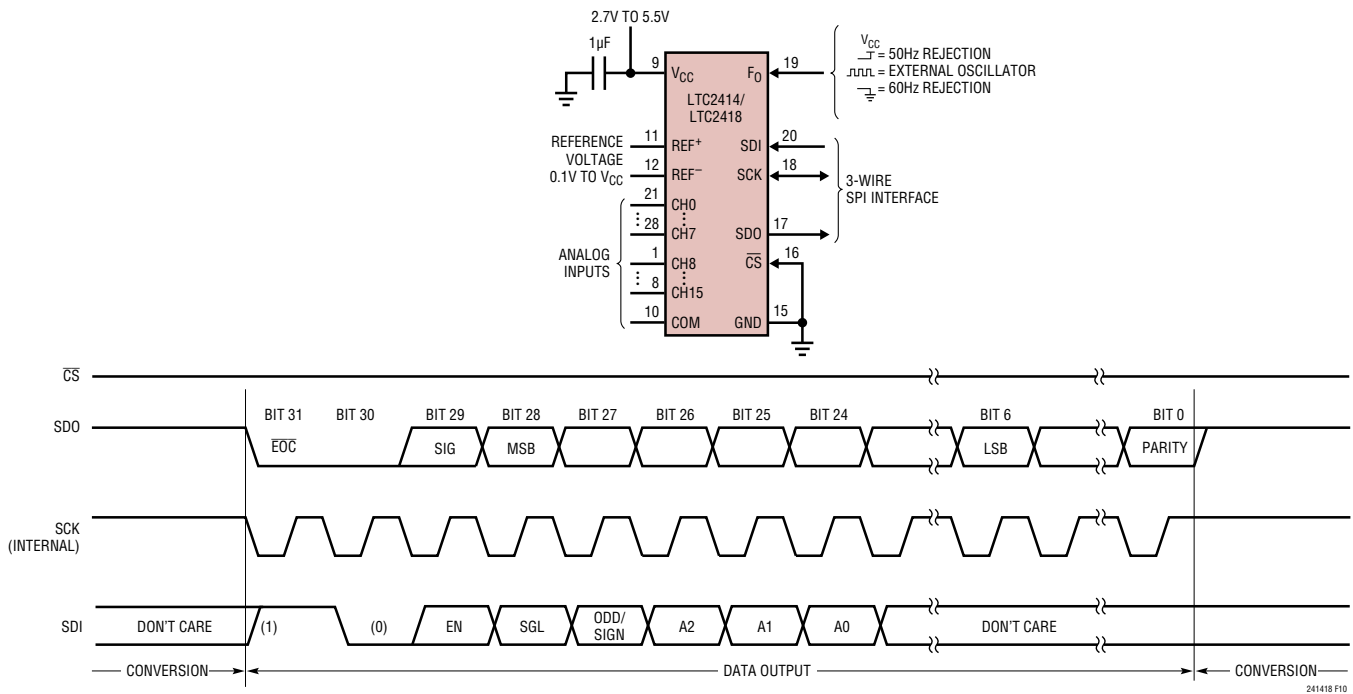 2.7V TO 5.5V
1µF
9
VCC
FO
19
VCC
= 50Hz REJECTION
= EXTERNAL OSCILLATOR
= 60Hz REJECTION
LTC2414/
LTC2418
REFERENCE
VOLTAGE
0.1V TO VCC
11
REF+
12
REF–
SDI
20
SCK
18
3-WIRE
SPI INTERFACE
ANALOG
INPUTS
21
CH0
28
CH7
SDO
17
1
CH8
CS
16
8
CH15
10
COM
GND
15
CS
BIT 31 BIT 30 BIT 29 BIT 28 BIT 27 BIT 26 BIT 25 BIT 24 BIT 6 BIT 0
SDO
EOC SIG MSB LSB PARITY
SCK
(INTERNAL)
SDI
DON'T CARE (1) (0) EN SGL ODD/
SIGN A2 A1 A0 DON'T CARE
CONVERSION DATA OUTPUT CONVERSION
241418 F10